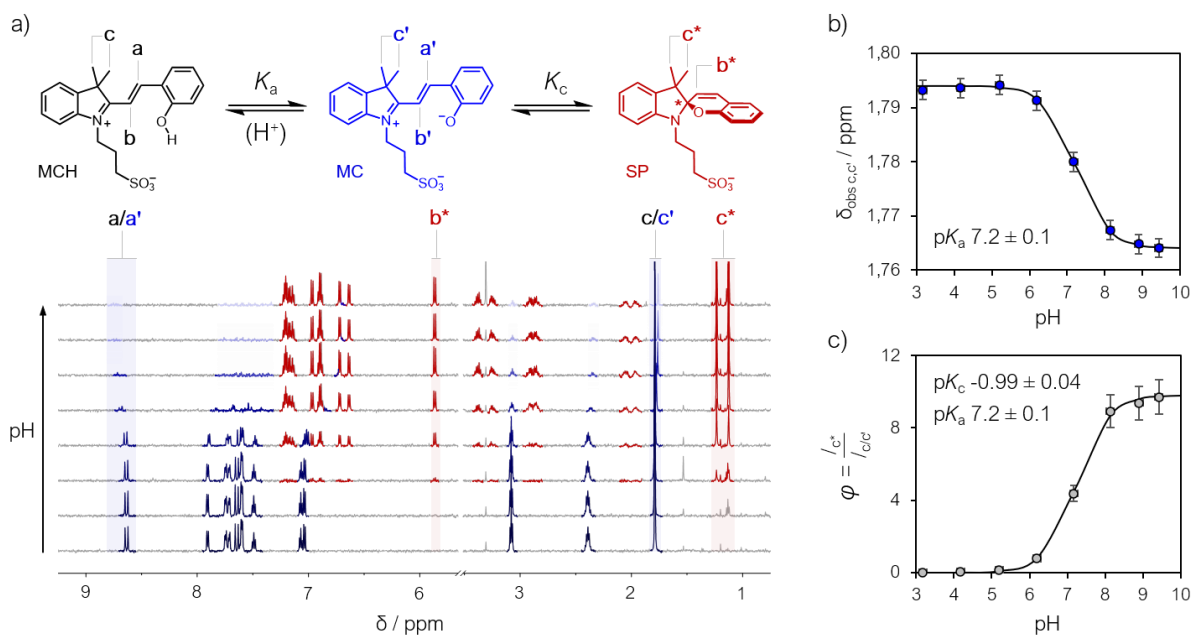 a)
c
a
b
H
O
N
+
SO₃⁻
MCH
Kₐ
(H⁺)
c'
a'
b'
⁻O
N
+
SO₃⁻
MC
K꜀
c*
b*
*
O
N
SO₃⁻
SP
a/a'
b*
c/c'
c*
pH
9
8
7
6
3
2
1
δ / ppm
b)
1,80
1,79
1,78
1,77
1,76
δobs c,c' / ppm
pKₐ 7.2 ± 0.1
3 4 5 6 7 8 9 10
pH
c)
12
8
4
0
φ = Ic* / Ic/c'
pK꜀ -0.99 ± 0.04
pKₐ 7.2 ± 0.1
3 4 5 6 7 8 9 10
pH